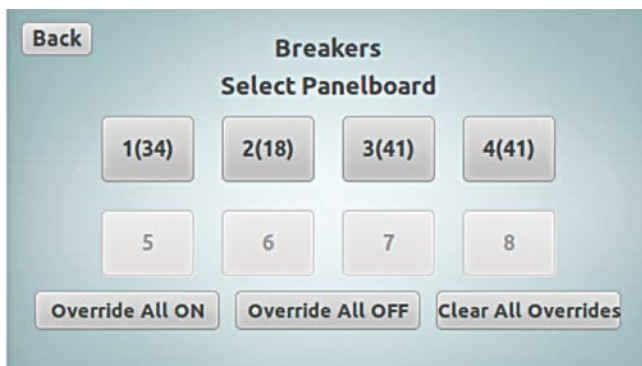 Back
Breakers
Select Panelboard
1(34) 2(18) 3(41) 4(41)
5 6 7 8
Override All ON Override All OFF Clear All Overrides